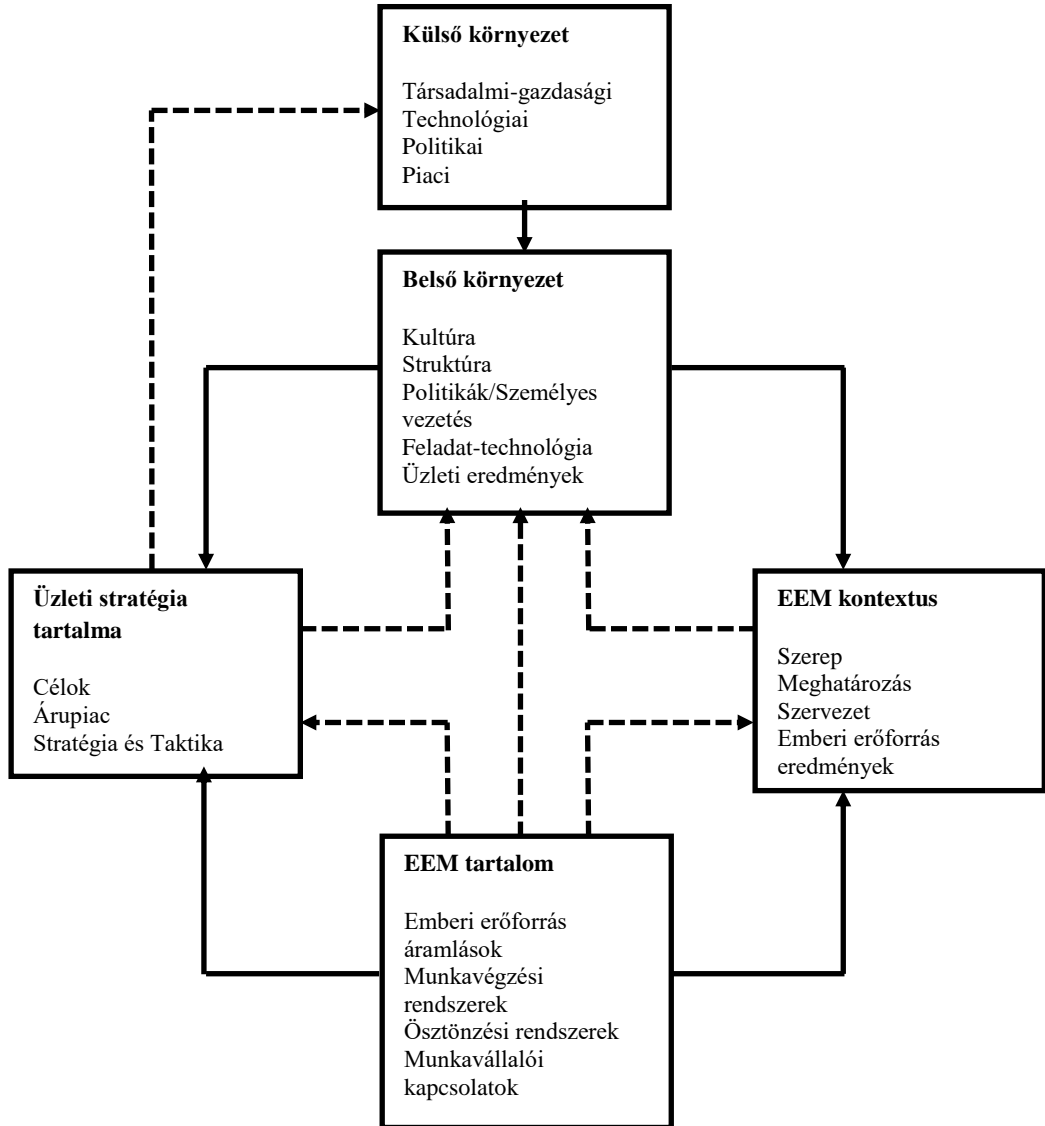 Külső környezet
Társadalmi-gazdasági
Technológiai
Politikai
Piaci
Belső környezet
Kultúra
Struktúra
Politikák/Személyes
vezetés
Feladat-technológia
Üzleti eredmények
Üzleti stratégia
tartalma
Célok
Árupiac
Stratégia és Taktika
EEM kontextus
Szerep
Meghatározás
Szervezet
Emberi erőforrás
eredmények
EEM tartalom
Emberi erőforrás
áramlások
Munkavégzési
rendszerek
Ösztönzési rendszerek
Munkavállalói
kapcsolatok